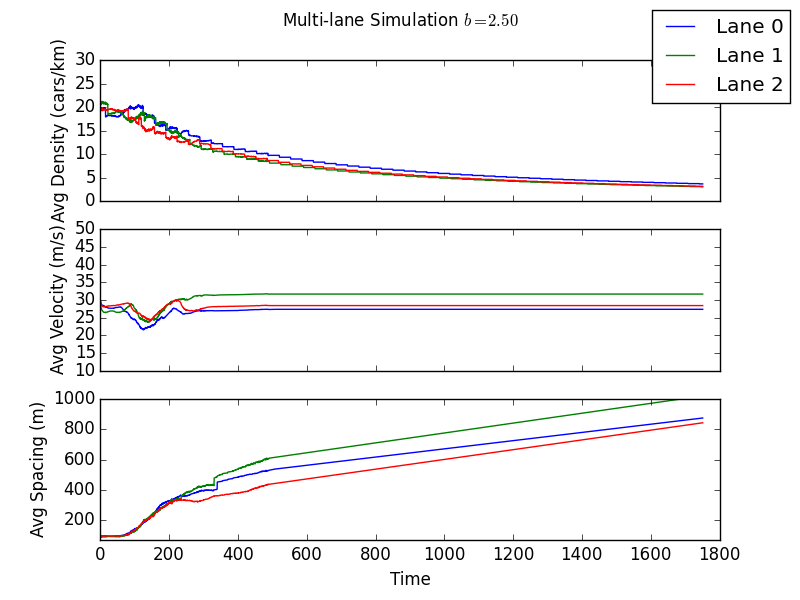 Multi-lane Simulation b=2.50
Lane 0
Lane 1
Lane 2
Avg Density (cars/km)
30
25
20
15
10
5
0
Avg Velocity (m/s)
50
45
40
35
30
25
20
15
10
Avg Spacing (m)
1000
800
600
400
200
0 200 400 600 800 1000 1200 1400 1600 1800
Time